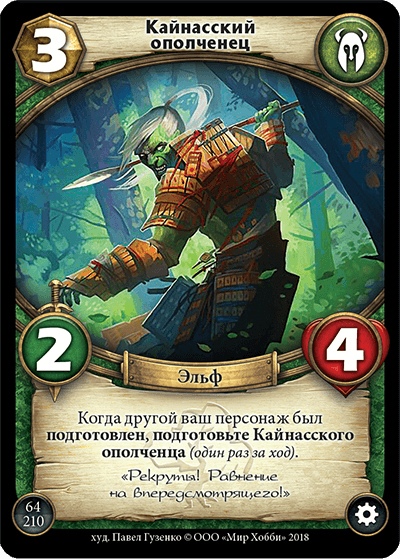 3
Кайнасский
ополченец
2
4
Эльф
Когда другой ваш персонаж был
подготовлен, подготовьте Кайнасского
ополченца (один раз за ход).
«Рекруты! Равнение
на впередсмотрящего!»
64
210
худ. Павел Гузенко © ООО «Мир Хобби» 2018